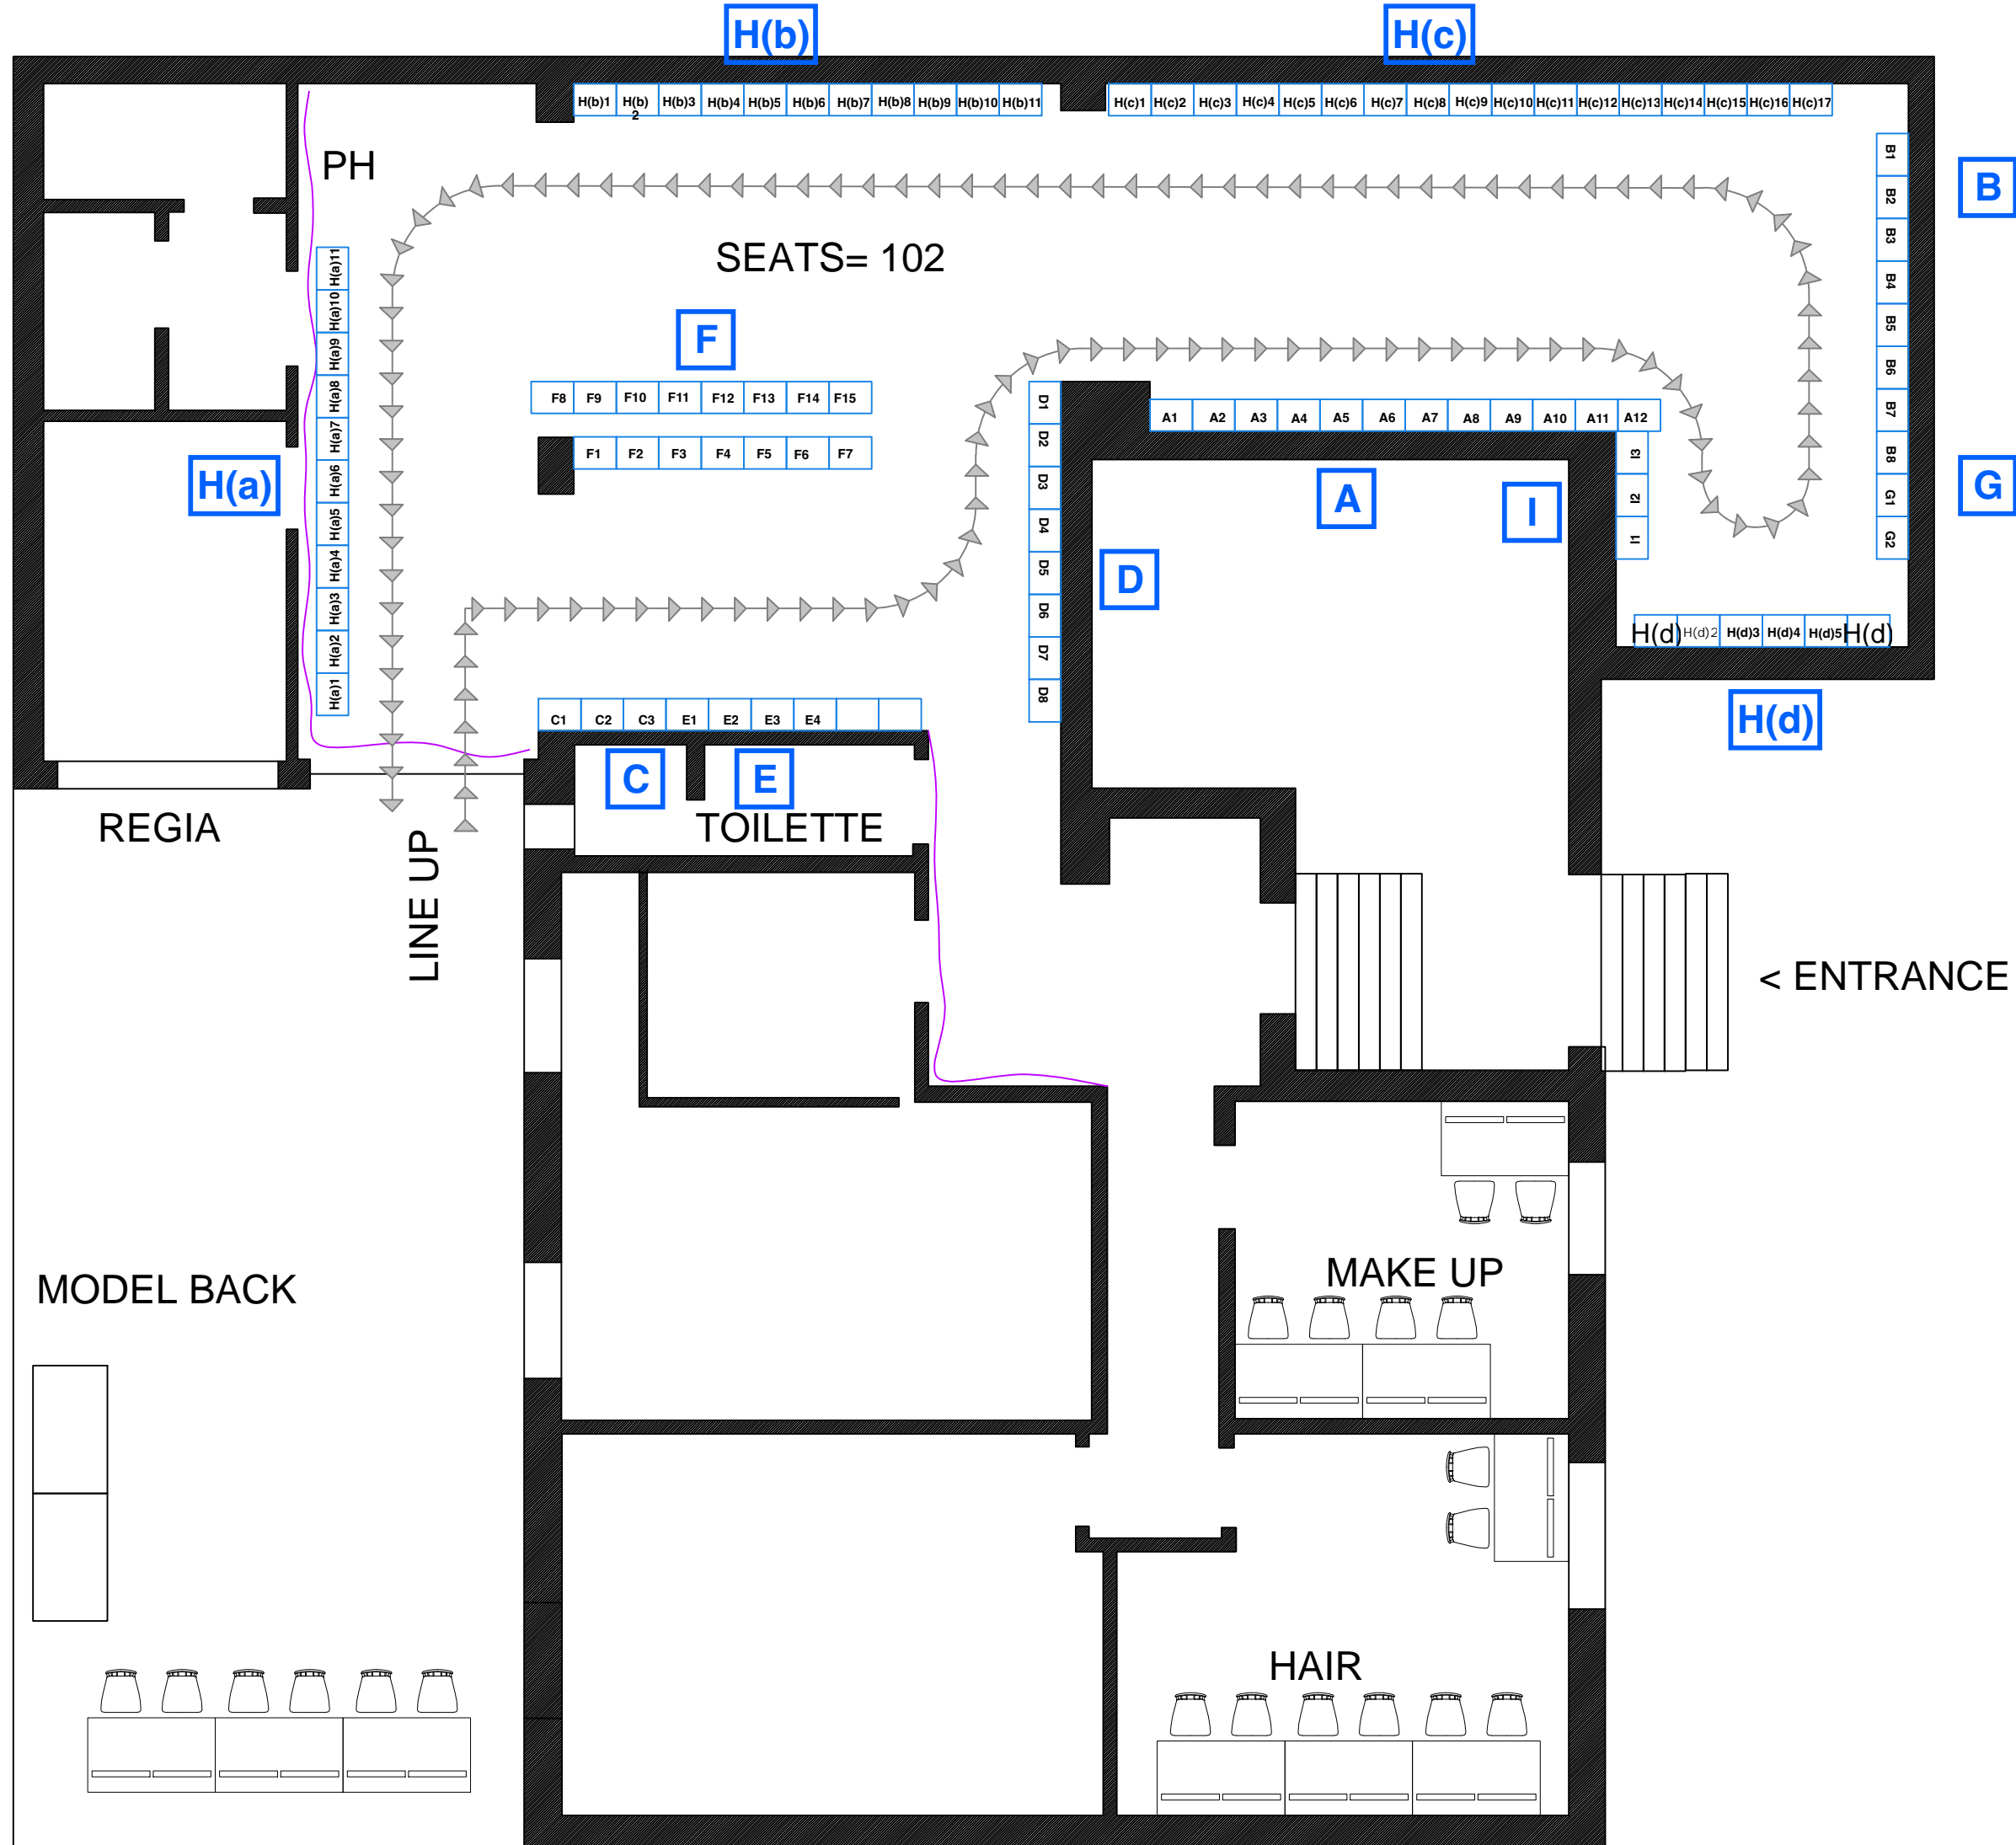 H(b)
H(c)
H(b)1 H(b) 2 H(b)3 H(b)4 H(b)5 H(b)6 H(b)7 H(b)8 H(b)9 H(b)10 H(b)11
H(c)1 H(c)2 H(c)3 H(c)4 H(c)5 H(c)6 H(c)7 H(c)8 H(c)9 H(c)10 H(c)11 H(c)12 H(c)13 H(c)14 H(c)15 H(c)16 H(c)17
PH
B1
B2
B3
B4
B5
B6
B7
B8
G1
G2
B
G
SEATS= 102
H(a)11
H(a)10
H(a)9
H(a)8
H(a)7
H(a)6
H(a)5
H(a)4
H(a)3
H(a)2
H(a)1
H(a)
F
F8 F9 F10 F11 F12 F13 F14 F15
F1 F2 F3 F4 F5 F6 F7
D1
D2
D3
D4
D5
D6
D7
D8
D
A1 A2 A3 A4 A5 A6 A7 A8 A9 A10 A11 A12
A
I
I3
I2
I1
H(d) H(d)2 H(d)3 H(d)4 H(d)5 H(d)
H(d)
C1 C2 C3 E1 E2 E3 E4
C
E
TOILETTE
REGIA
LINE UP
< ENTRANCE
MODEL BACK
MAKE UP
HAIR